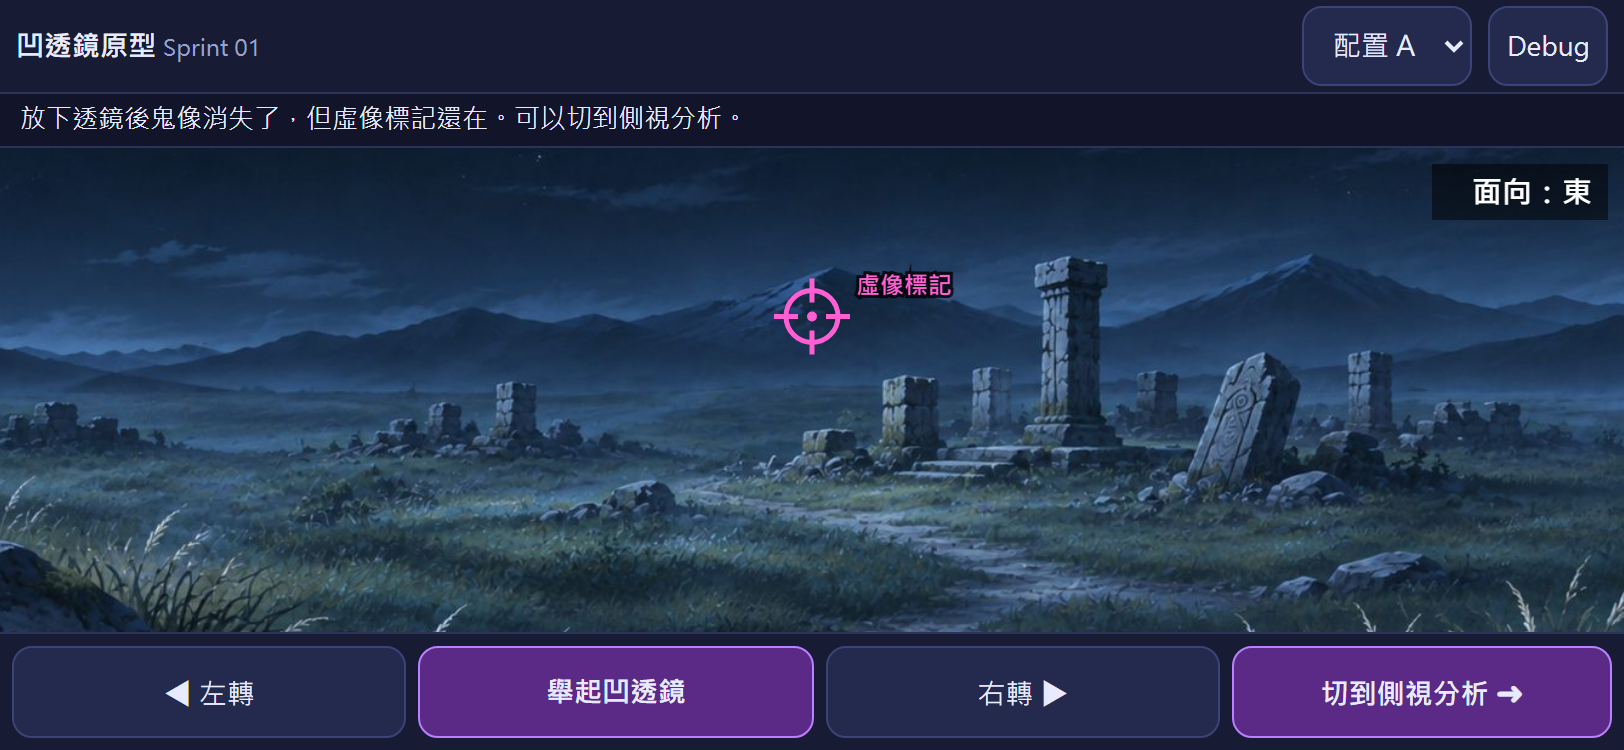 凹透鏡原型 Sprint 01
配置 A
Debug
放下透鏡後鬼像消失了，但虛像標記還在。可以切到側視分析。
面向：東
虛像標記
◀ 左轉
舉起凹透鏡
右轉 ▶
切到側視分析 ➜